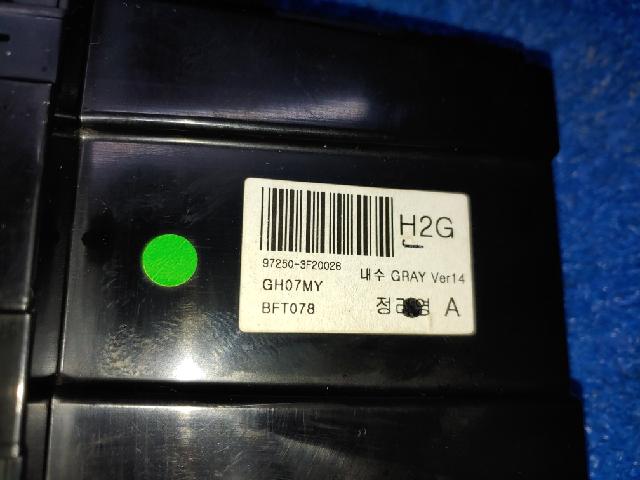 H2G
97250-3F20026
내수 GRAY Ver14
GH07MY
BFT078
A